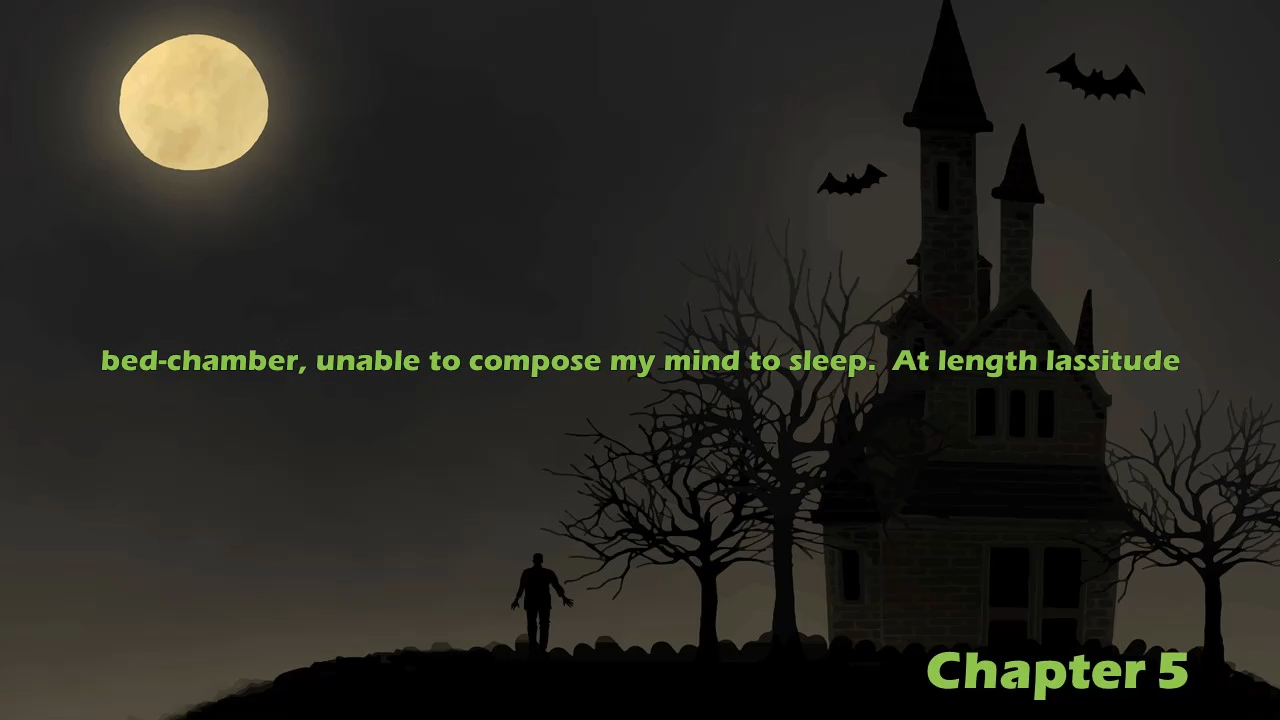 bed-chamber, unable to compose my mind to sleep.  At length lassitude
Chapter 5